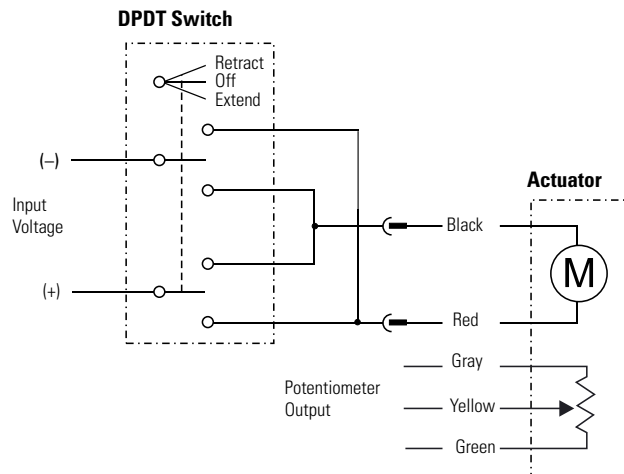 DPDT Switch
Retract
Off
Extend
(–)
Input
Voltage
(+)
Actuator
Black
M
Red
Gray
Potentiometer
Output
Yellow
Green